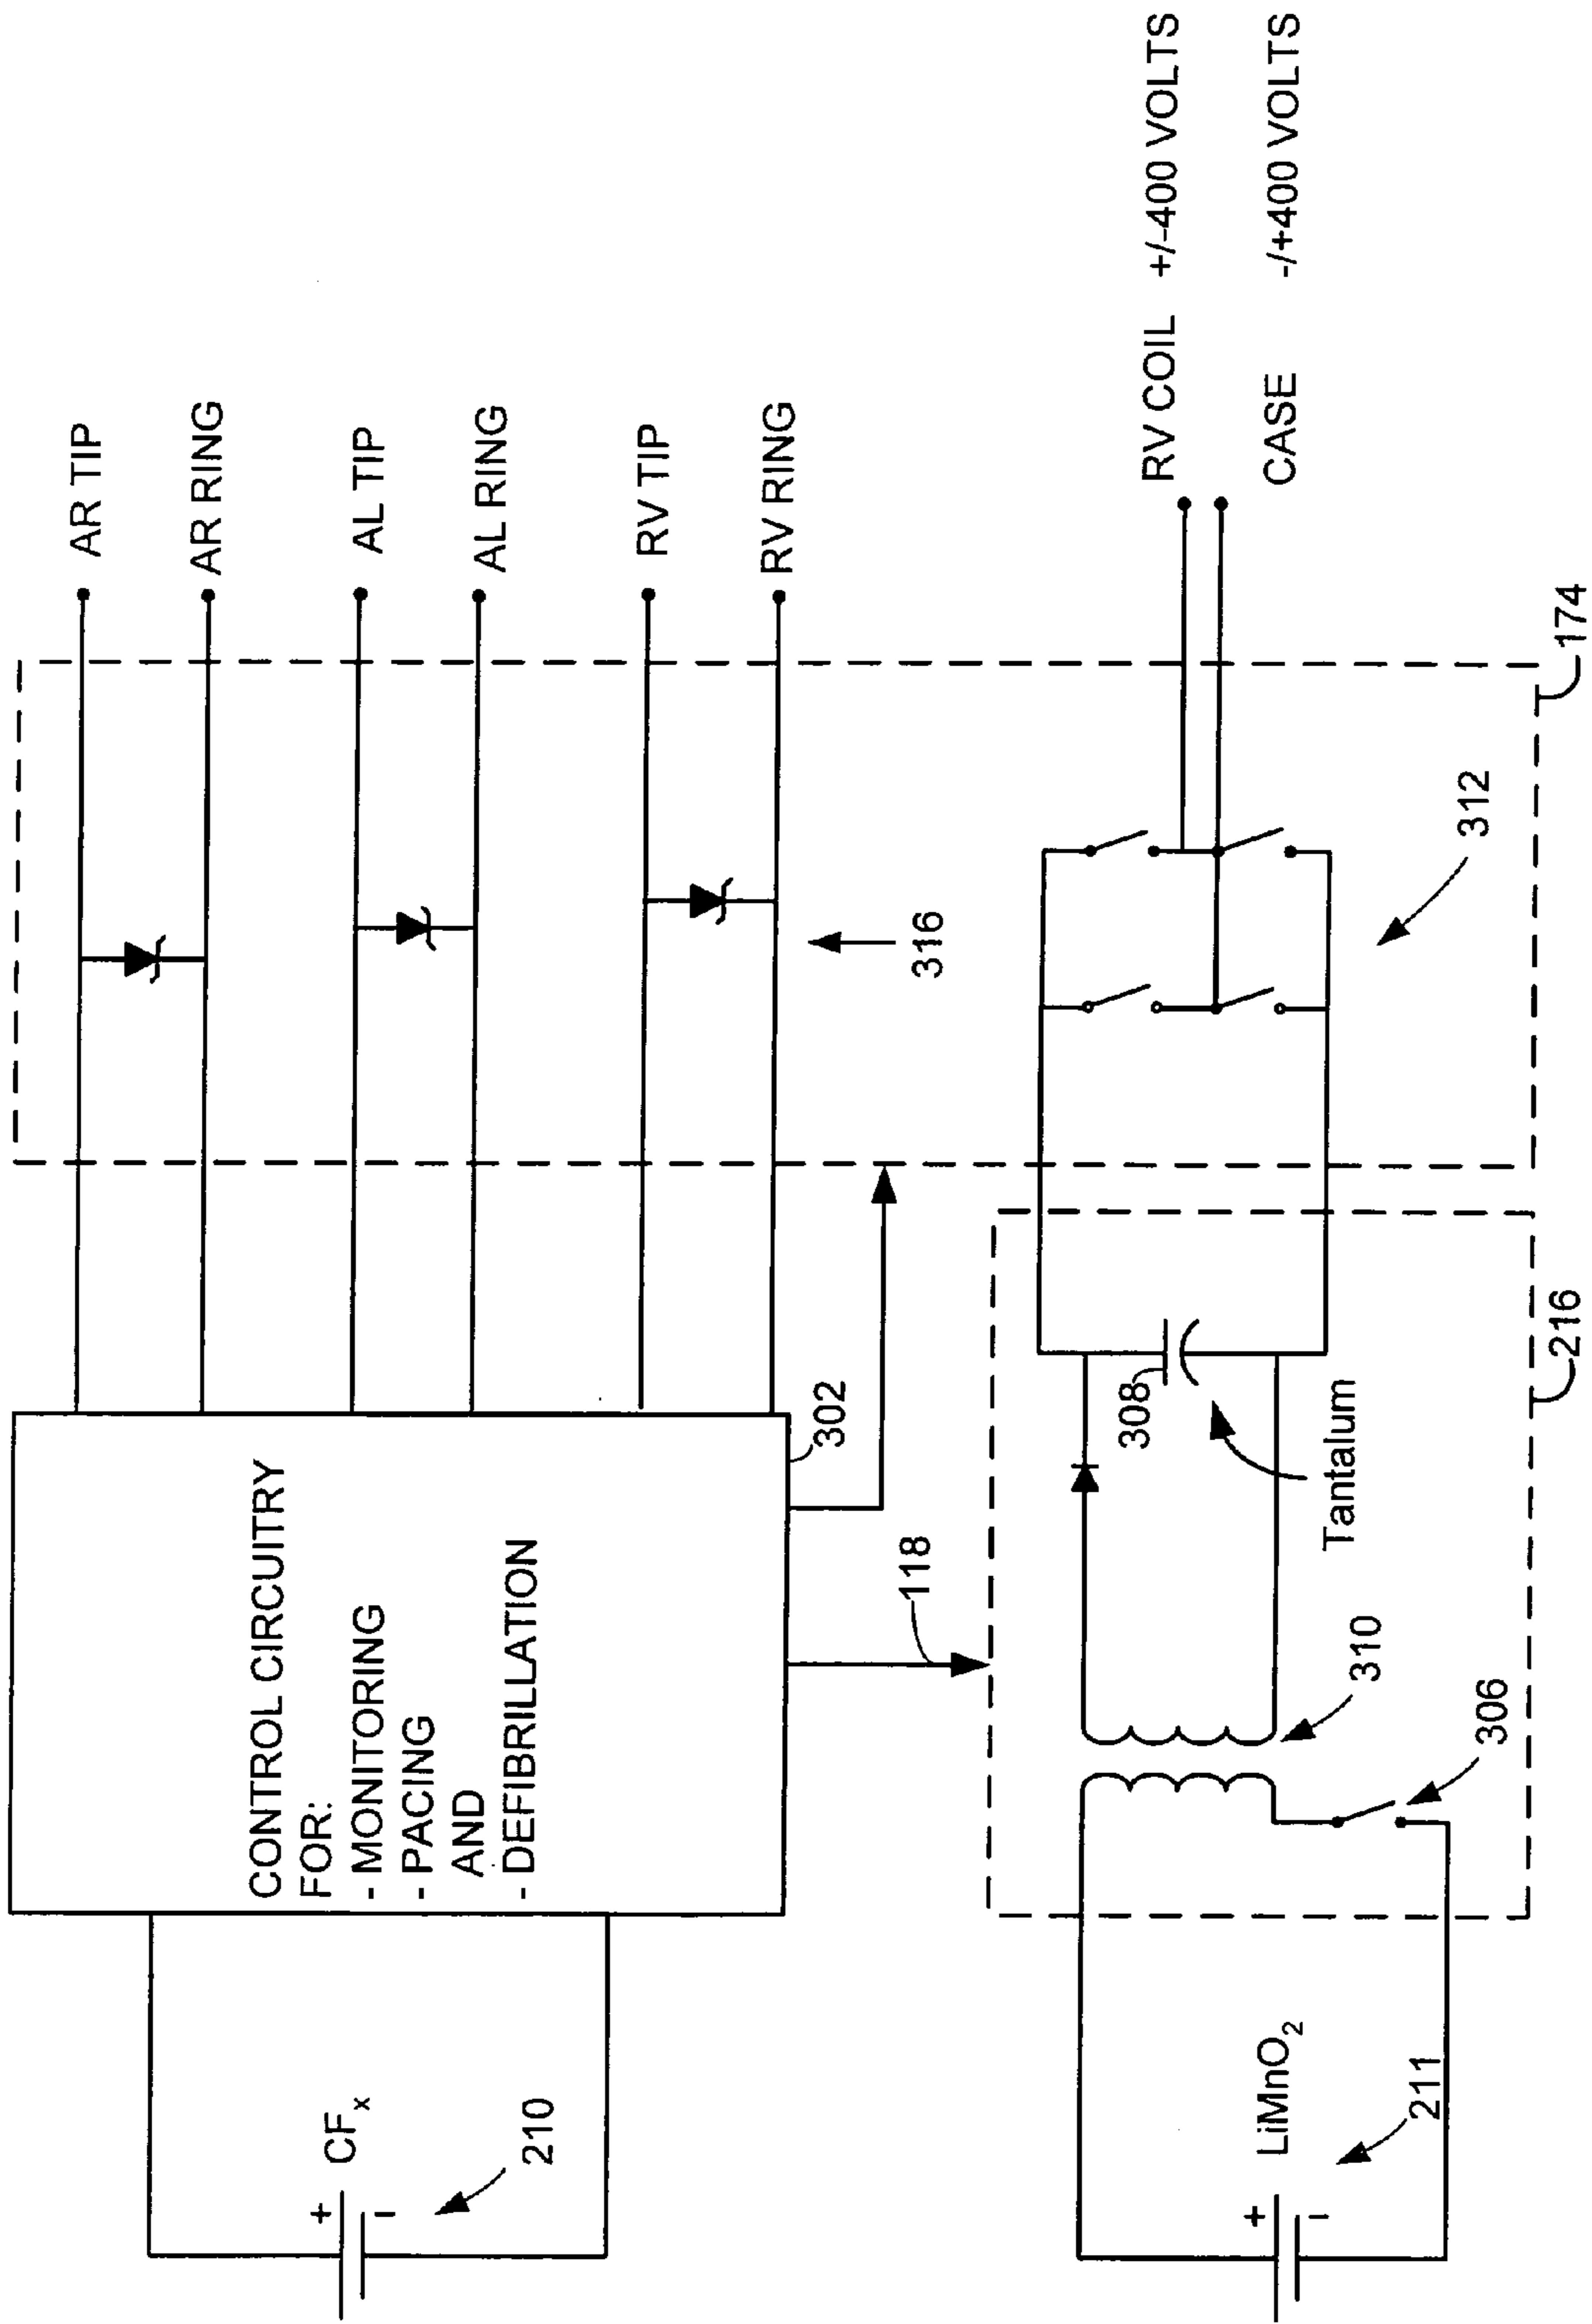 AR TIP
AR RING
AL TIP
AL RING
RV TIP
RV RING
CONTROL CIRCUITRY
FOR:
- MONITORING
- PACING
AND
- DEFIBRILLATION
302
+
CFx
-
210
316
118
RV COIL +/-400 VOLTS
CASE -/+400 VOLTS
308
Tantalum
310
306
312
+
LiMnO₂
-
211
216
174